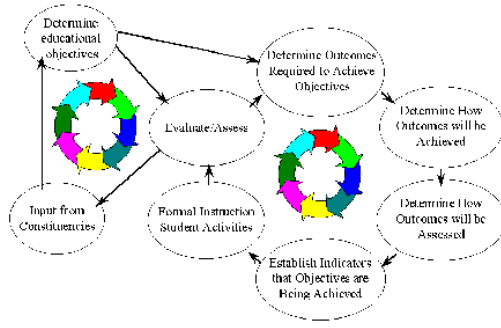 Determine
educational
objectives
Determine Outcomes
Required to Achieve
Objectives
Evaluate/Assess
Determine How
Outcomes will be
Achieved
Input from
Constituencies
Formal Instruction
Student Activities
Determine How
Outcomes will be
Assessed
Establish Indicators
that Objectives are
Being Achieved